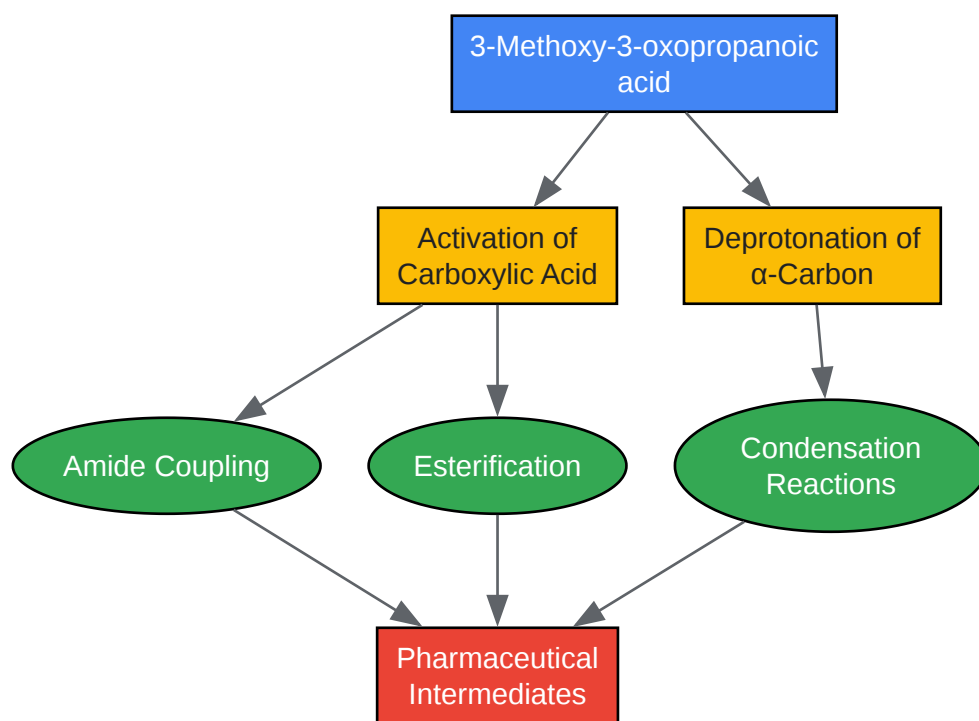 3-Methoxy-3-oxopropanoic
acid
Activation of
Carboxylic Acid
Deprotonation of
α-Carbon
Amide Coupling
Esterification
Condensation
Reactions
Pharmaceutical
Intermediates